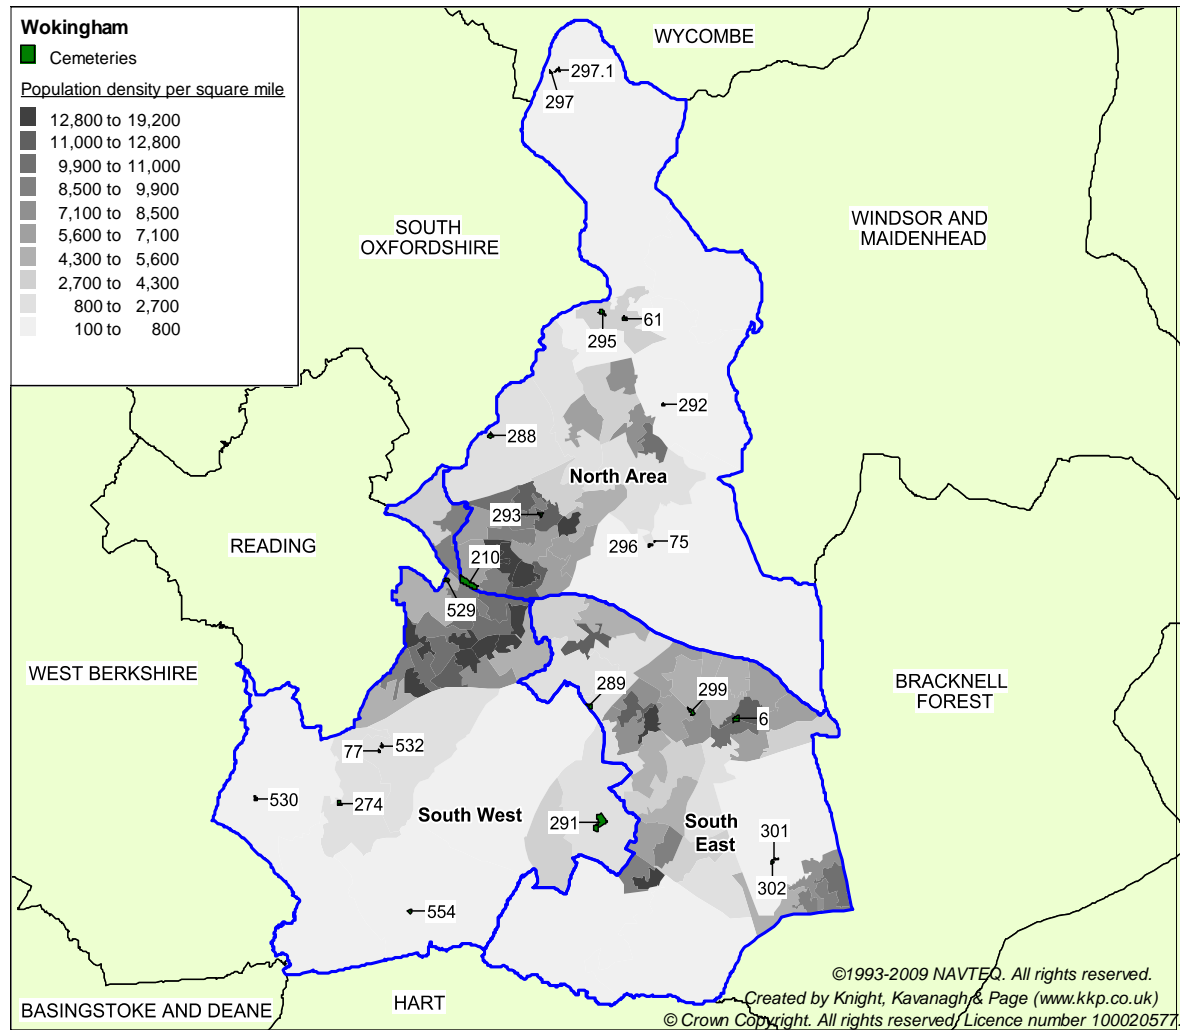 Wokingham
Cemeteries
Population density per square mile
12,800 to 19,200
11,000 to 12,800
9,900 to 11,000
8,500 to 9,900
7,100 to 8,500
5,600 to 7,100
4,300 to 5,600
2,700 to 4,300
800 to 2,700
100 to 800
WYCOMBE
297.1
297
SOUTH
OXFORDSHIRE
WINDSOR AND
MAIDENHEAD
61
295
292
288
North Area
293
READING
296
75
210
529
WEST BERKSHIRE
289
299
6
BRACKNELL
FOREST
77
532
530
274
South West
291
South
East
301
302
554
BASINGSTOKE AND DEANE
HART
©1993-2009 NAVTEQ. All rights reserved.
Created by Knight, Kavanagh & Page (www.kkp.co.uk)
© Crown Copyright. All rights reserved. Licence number 100020577.